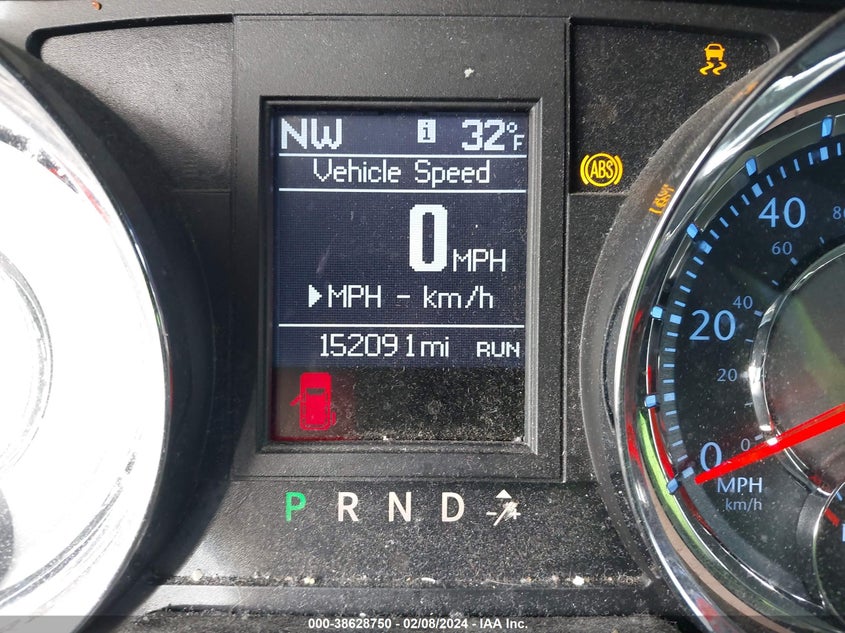 NW i 32°F
Vehicle Speed
0 MPH
▶MPH - km/h
152091mi RUN
ABS
P R N D
80
40
60
40
20
20
0
0
MPH
km/h
000-38628750 - 02/08/2024 - IAA Inc.